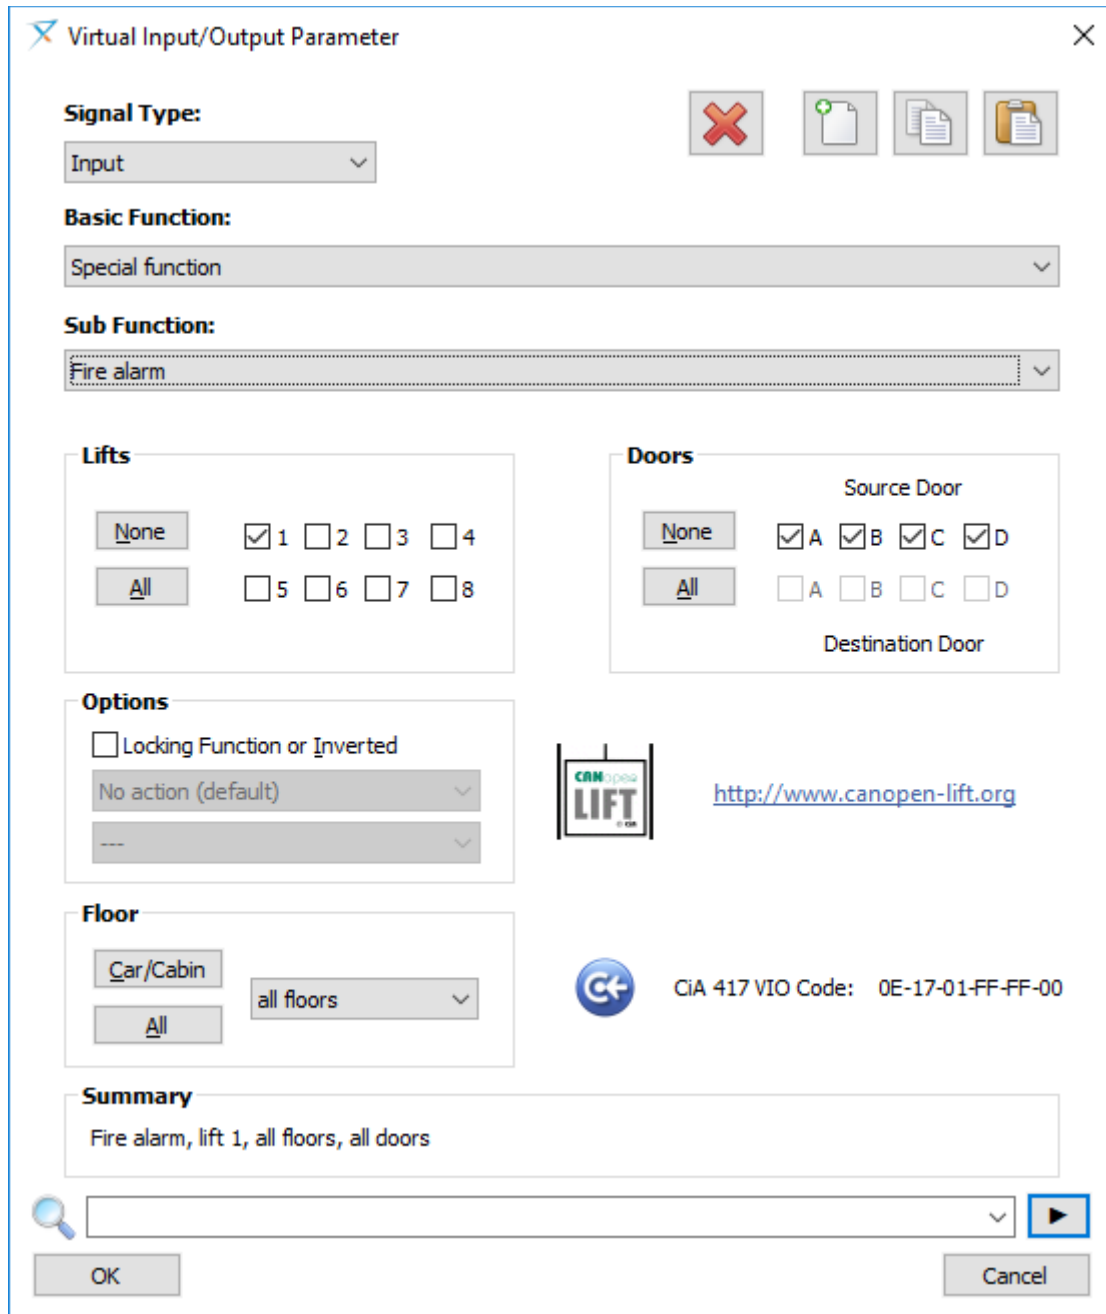 Virtual Input/Output Parameter
Signal Type:
Input
Basic Function:
Special function
Sub Function:
Fire alarm
Lifts
None
1 2 3 4
All
5 6 7 8
Doors
Source Door
None
A B C D
All
A B C D
Destination Door
Options
Locking Function or Inverted
No action (default)
---
CANopen
LIFT
© CiA
http://www.canopen-lift.org
Floor
Car/Cabin
All
all floors
CiA 417 VIO Code: 0E-17-01-FF-FF-00
Summary
Fire alarm, lift 1, all floors, all doors
OK
Cancel